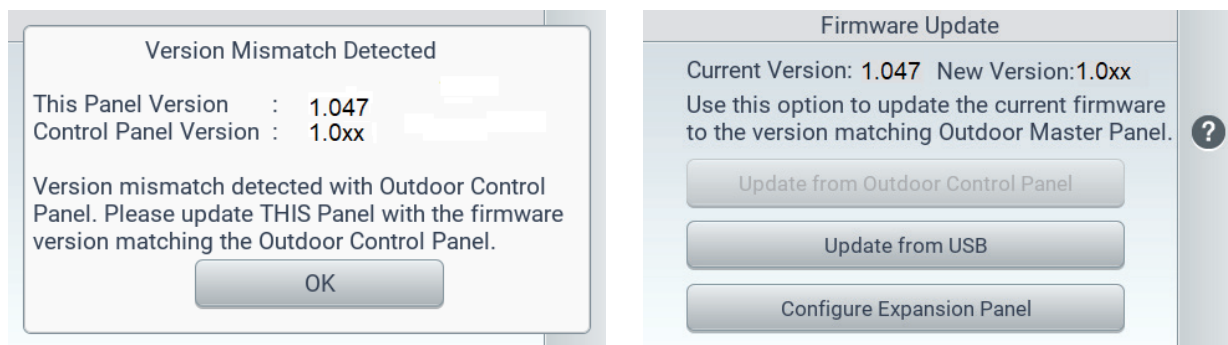 Version Mismatch Detected
This Panel Version : 1.047
Control Panel Version : 1.0xx
Version mismatch detected with Outdoor Control
Panel. Please update THIS Panel with the firmware
version matching the Outdoor Control Panel.
OK
Firmware Update
Current Version: 1.047 New Version:1.0xx
Use this option to update the current firmware
to the version matching Outdoor Master Panel.
?
Update from Outdoor Control Panel
Update from USB
Configure Expansion Panel